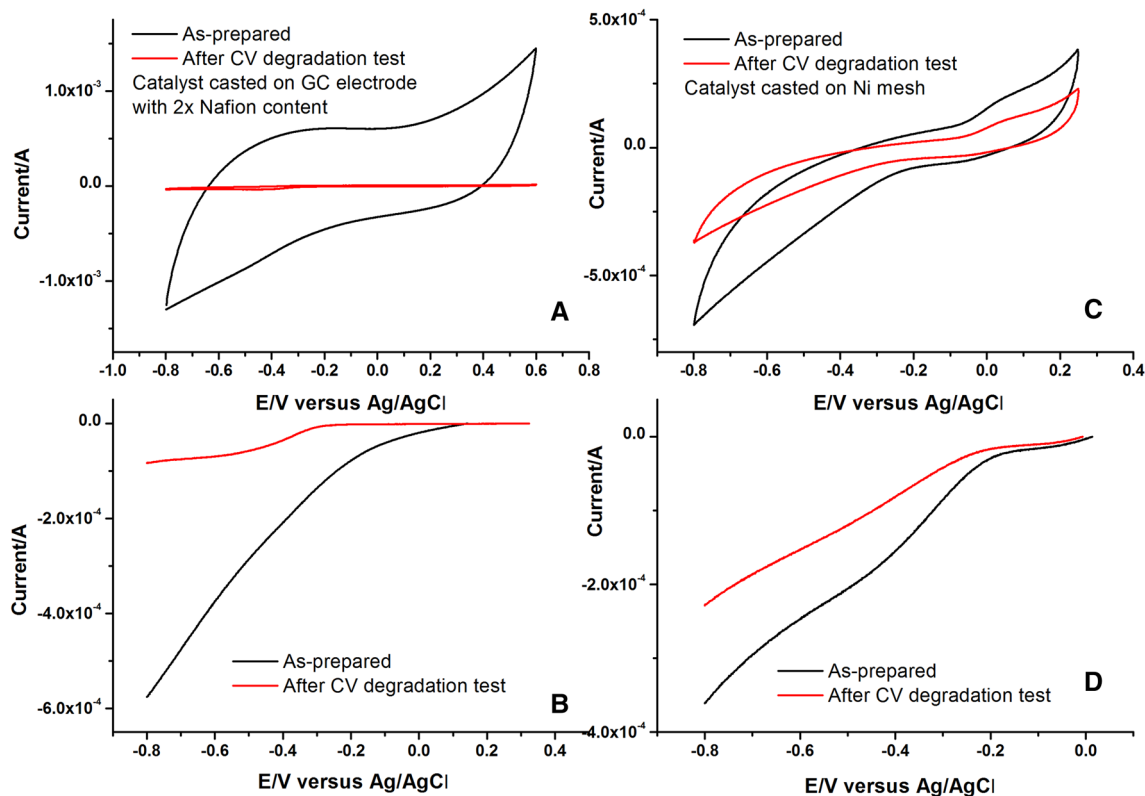 As-prepared
After CV degradation test
Catalyst casted on GC electrode
with 2x Nafion content
1.0x10⁻³
0.0
-1.0x10⁻³
Current/A
A
-1.0 -0.8 -0.6 -0.4 -0.2 0.0 0.2 0.4 0.6 0.8
E/V versus Ag/AgCl
5.0x10⁻⁴
As-prepared
After CV degradation test
Catalyst casted on Ni mesh
0.0
-5.0x10⁻⁴
Current/A
C
-0.8 -0.6 -0.4 -0.2 0.0 0.2 0.4
E/V versus Ag/AgCl
0.0
-2.0x10⁻⁴
-4.0x10⁻⁴
-6.0x10⁻⁴
Current/A
As-prepared
After CV degradation test
B
-0.8 -0.6 -0.4 -0.2 0.0 0.2 0.4
E/V versus Ag/AgCl
0.0
-2.0x10⁻⁴
-4.0x10⁻⁴
Current/A
As-prepared
After CV degradation test
D
-0.8 -0.6 -0.4 -0.2 0.0
E/V versus Ag/AgCl